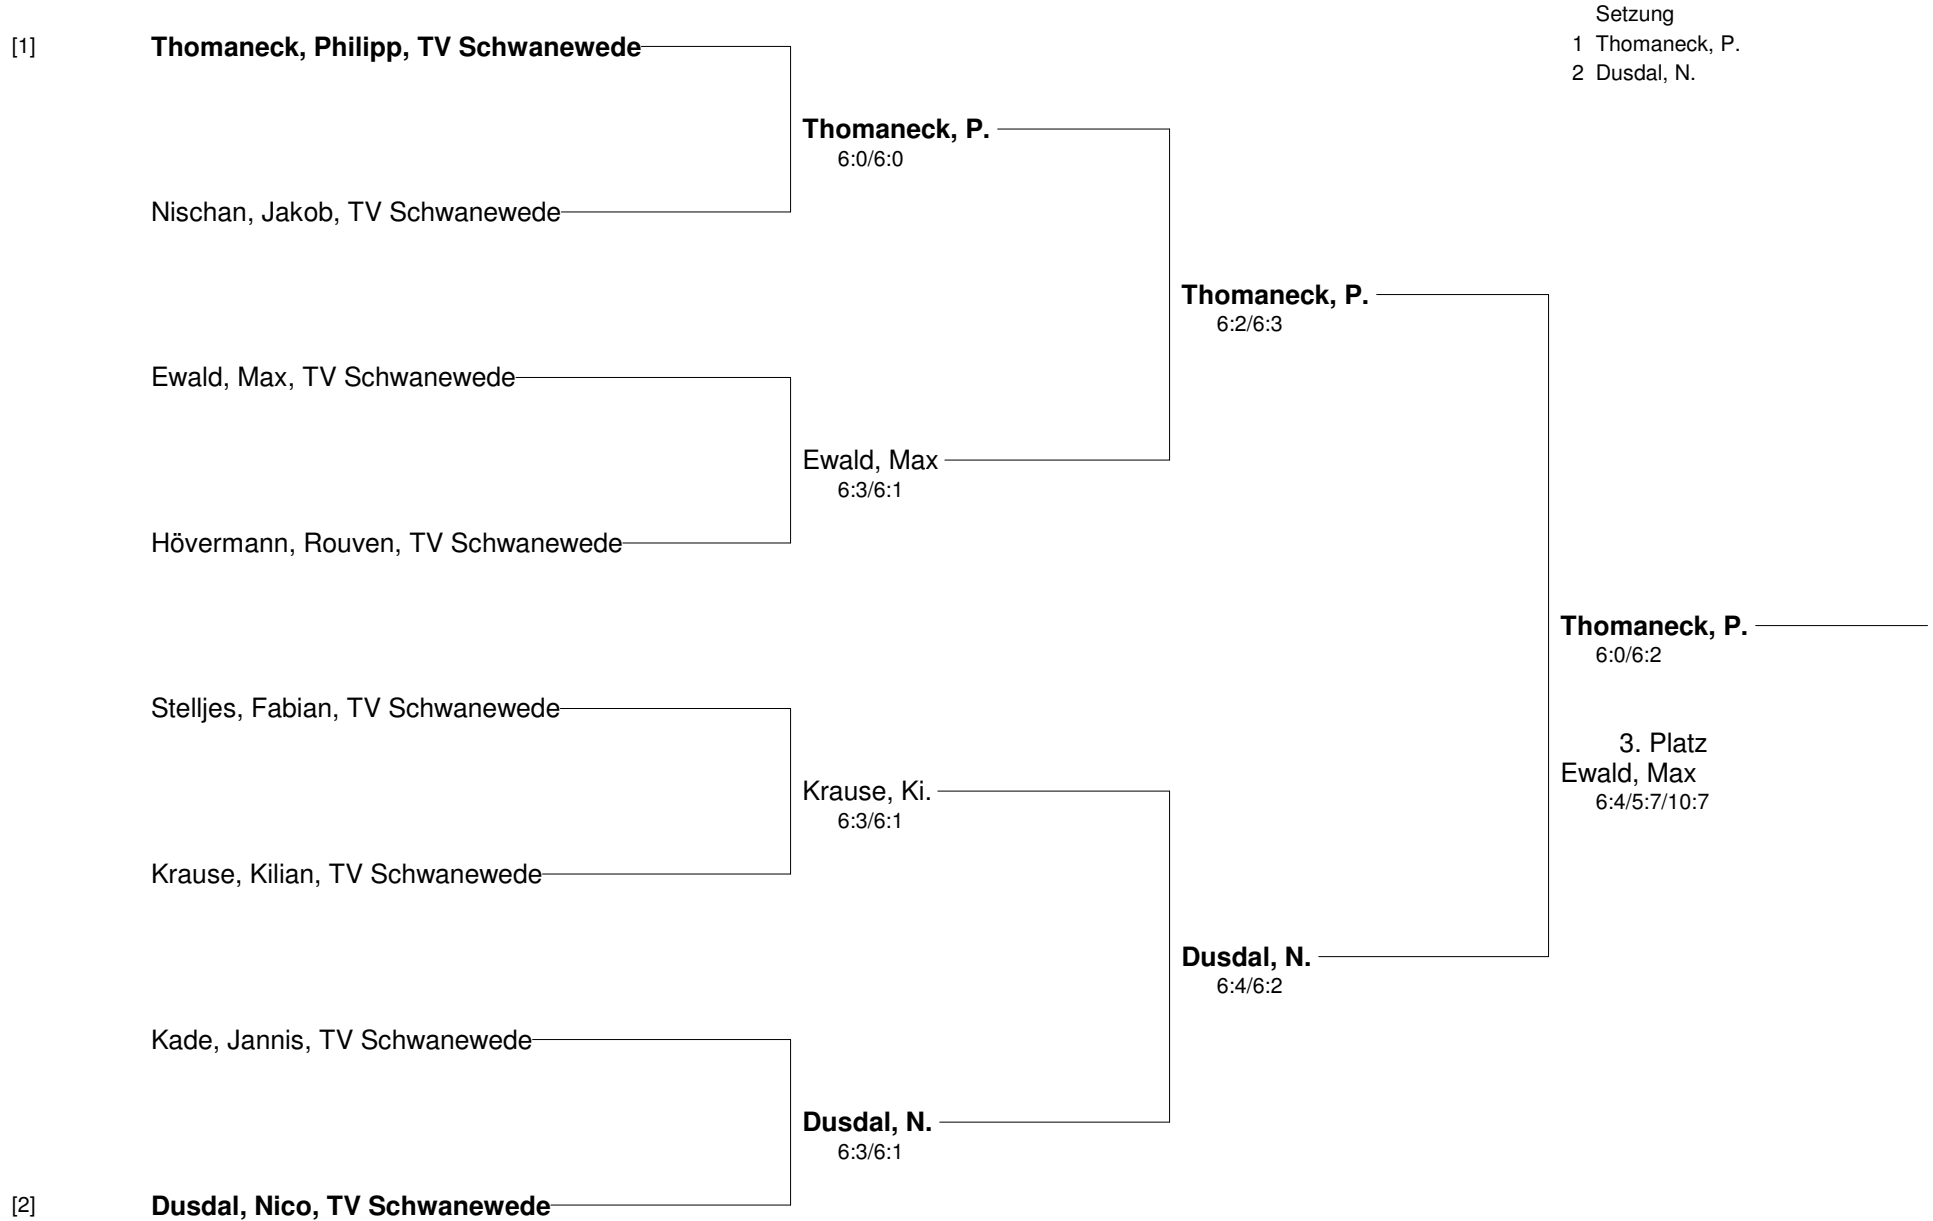 Setzung
[1] Thomaneck, Philipp, TV Schwanewede
1 Thomaneck, P.
2 Dusdal, N.
Thomaneck, P.
6:0/6:0
Nischan, Jakob, TV Schwanewede
Thomaneck, P.
6:2/6:3
Ewald, Max, TV Schwanewede
Ewald, Max
6:3/6:1
Hövermann, Rouven, TV Schwanewede
Thomaneck, P.
6:0/6:2
Stelljes, Fabian, TV Schwanewede
3. Platz
Ewald, Max
6:4/5:7/10:7
Krause, Ki.
6:3/6:1
Krause, Kilian, TV Schwanewede
Dusdal, N.
6:4/6:2
Kade, Jannis, TV Schwanewede
Dusdal, N.
6:3/6:1
[2] Dusdal, Nico, TV Schwanewede